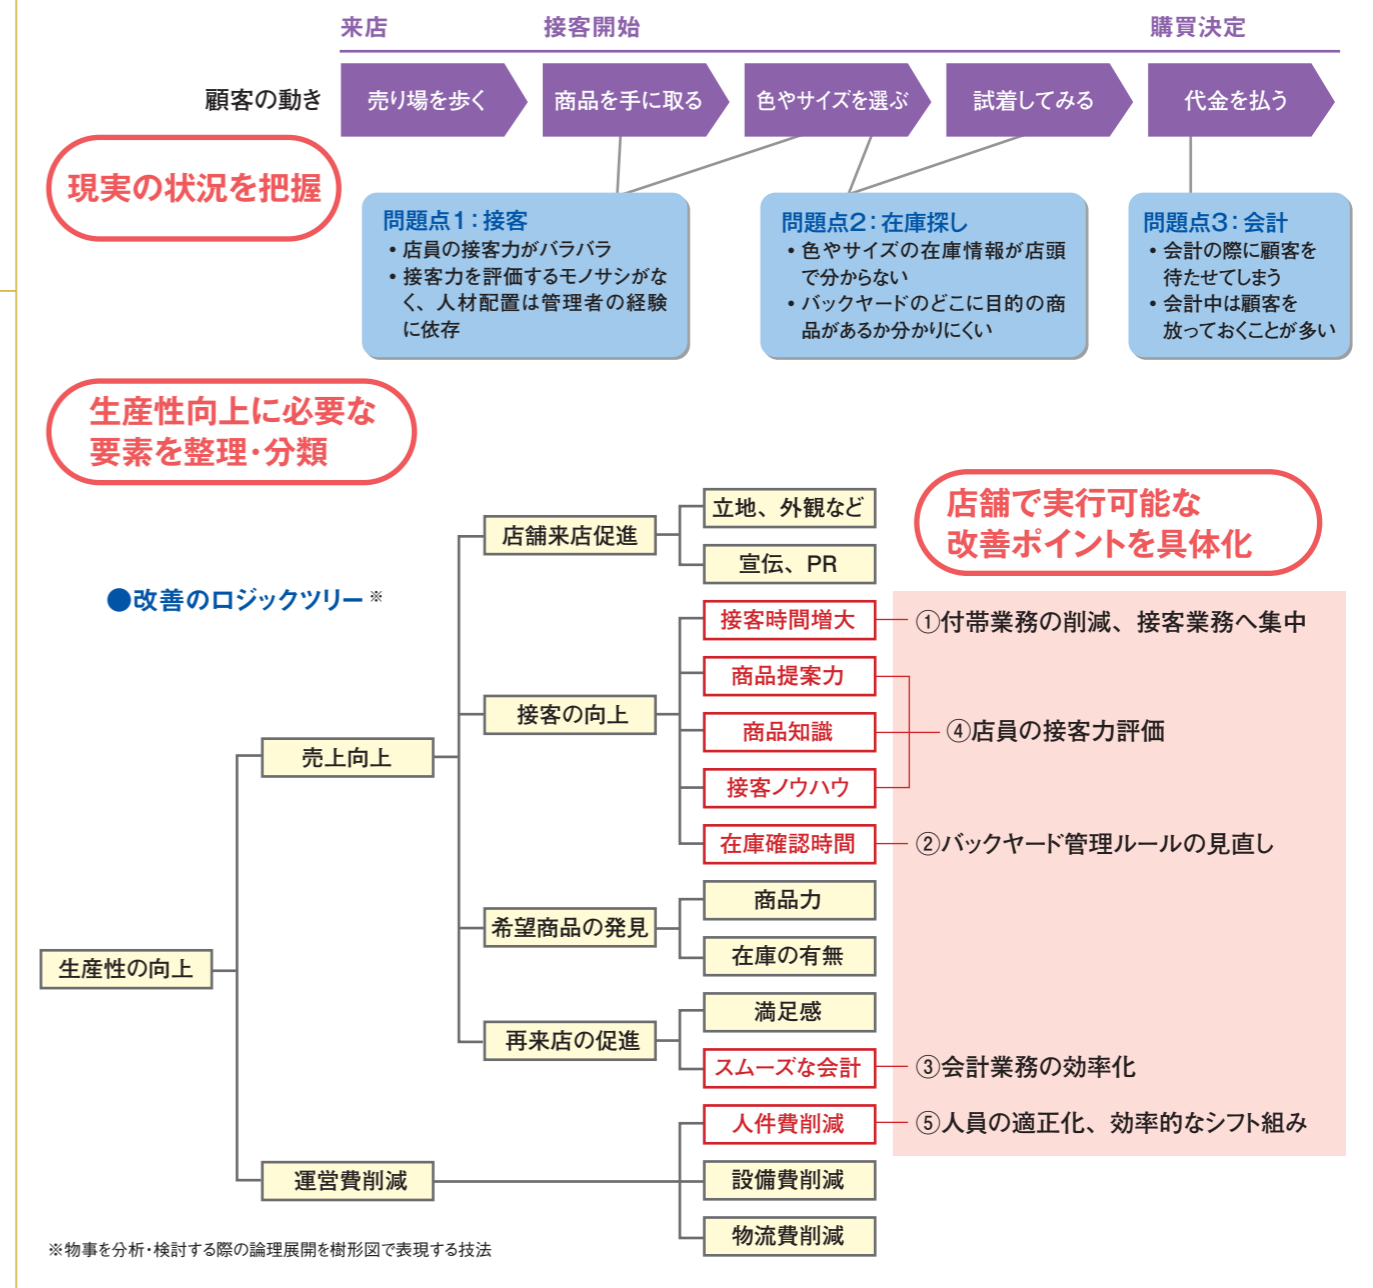 来店
接客開始
購買決定
顧客の動き
売り場を歩く
商品を手に取る
色やサイズを選ぶ
試着してみる
代金を払う
現実の状況を把握
問題点1：接客
・店員の接客力がバラバラ
・接客力を評価するモノサシがな
く、人材配置は管理者の経験
に依存
問題点2：在庫探し
・色やサイズの在庫情報が店頭
で分からない
・バックヤードのどこに目的の商
品があるか分かりにくい
問題点3：会計
・会計の際に顧客を
待たせてしまう
・会計中は顧客を
放っておくことが多い
生産性向上に必要な
要素を整理・分類
店舗で実行可能な
改善ポイントを具体化
●改善のロジックツリー※
生産性の向上
売上向上
運営費削減
店舗来店促進
接客の向上
希望商品の発見
再来店の促進
立地、外観など
宣伝、PR
接客時間増大
商品提案力
商品知識
接客ノウハウ
在庫確認時間
商品力
在庫の有無
満足感
スムーズな会計
人件費削減
設備費削減
物流費削減
①付帯業務の削減、接客業務へ集中
④店員の接客力評価
②バックヤード管理ルールの見直し
③会計業務の効率化
⑤人員の適正化、効率的なシフト組み
※物事を分析・検討する際の論理展開を樹形図で表現する技法